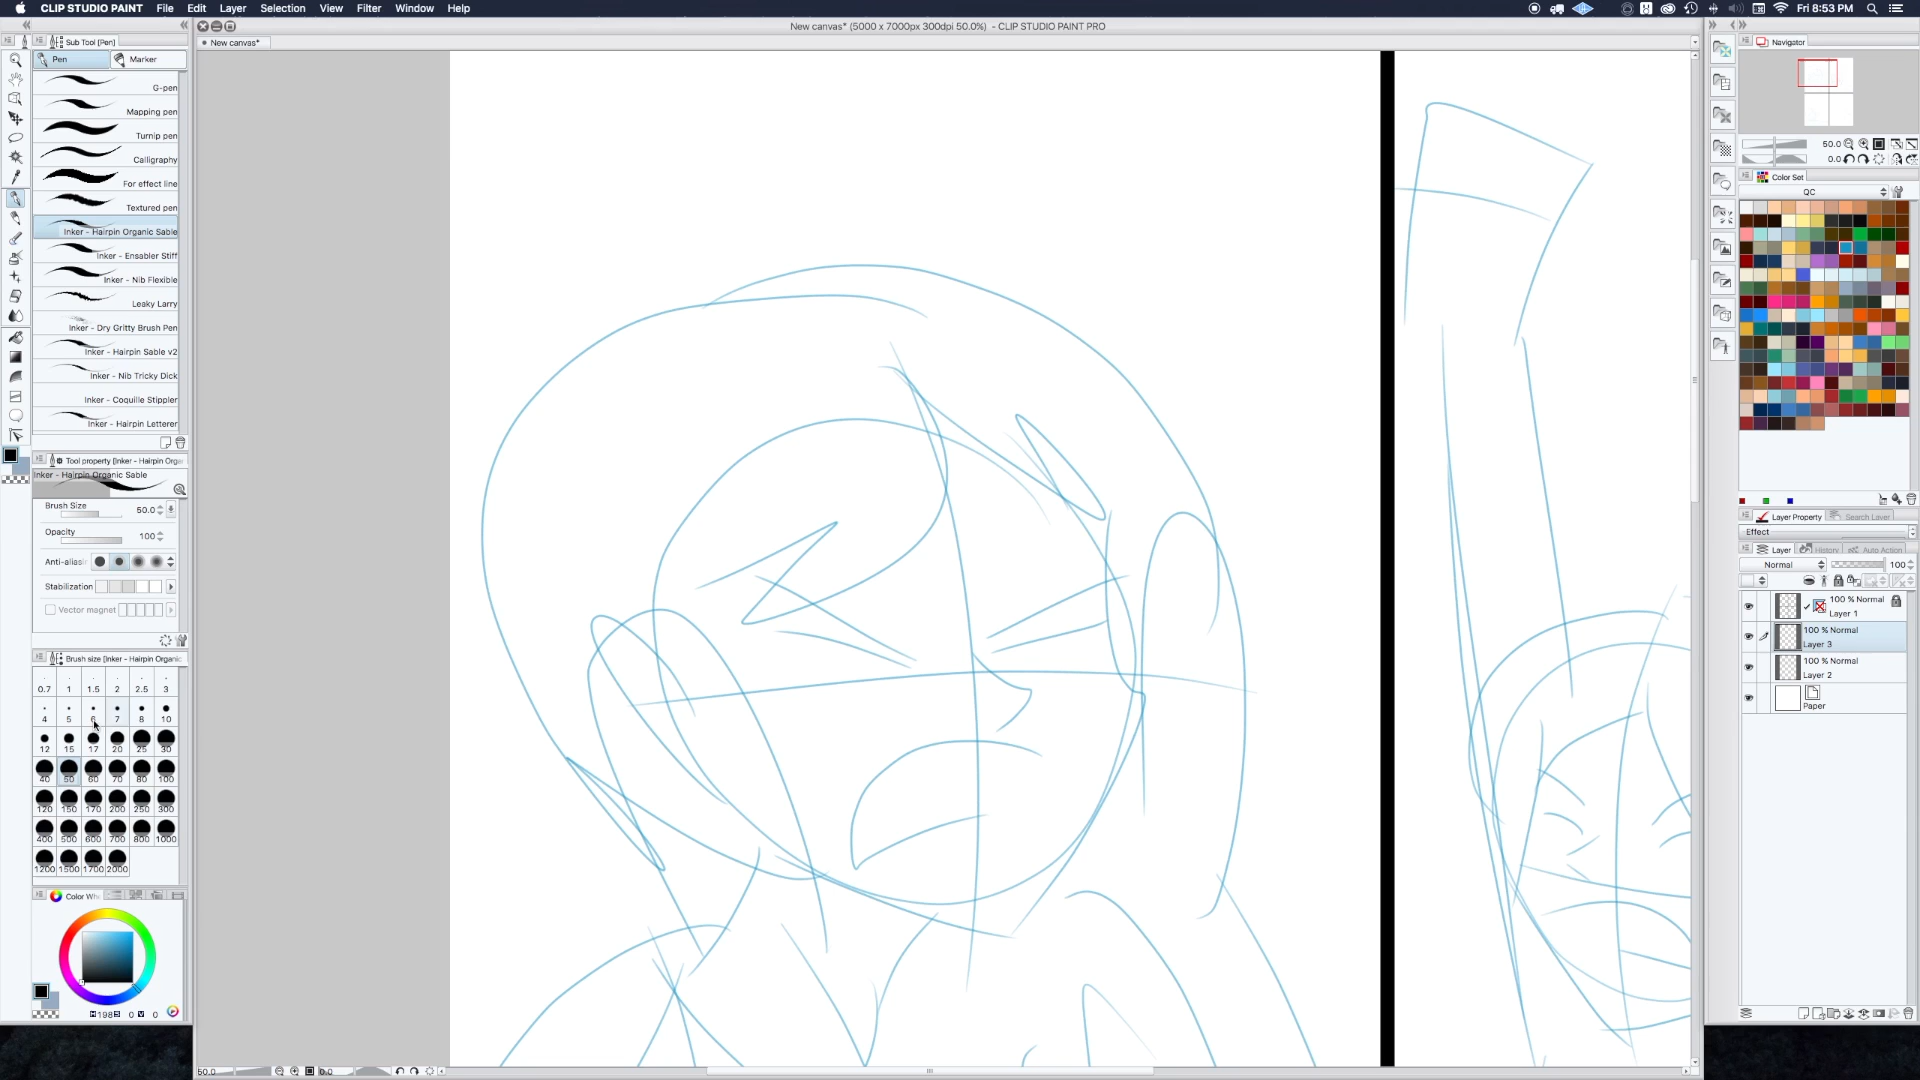 CLIP STUDIO PAINT File Edit Layer Selection View Filter Window Help Fri 8:53 PM
New canvas* (5000 x 7000px 300dpi 50.0%) - CLIP STUDIO PAINT PRO
Sub Tool [Pen]
New canvas*
Pen Marker
G-pen
Mapping pen
Turnip pen
Calligraphy
For effect line
Textured pen
Inker - Hairpin Organic Sable
Inker - Ensabler Stiff
Inker - Nib Flexible
Leaky Larry
Inker - Dry Gritty Brush Pen
Inker - Hairpin Sable v2
Inker - Nib Tricky Dick
Inker - Coquille Stippler
Inker - Hairpin Letterer
Tool property [Inker - Hairpin Orga
Inker - Hairpin Organic Sable
Brush Size 50.0
Opacity 100
Anti-aliasi
Stabilization
Vector magnet
Brush size [Inker - Hairpin Organic
0.7 1 1.5 2 2.5 3
4 5 6 7 8 10
12 15 17 20 25 30
40 50 60 70 80 100
120 150 170 200 250 300
400 500 600 700 800 1000
1200 1500 1700 2000
Color Whe
H 198 S 0 V 0
50.0 0.0
Navigator
50.0
0.0
Color Set
QC
Layer Property Search Layer
Effect
Layer History Auto Action
Normal 100
100 % Normal
Layer 1
100 % Normal
Layer 3
100 % Normal
Layer 2
Paper